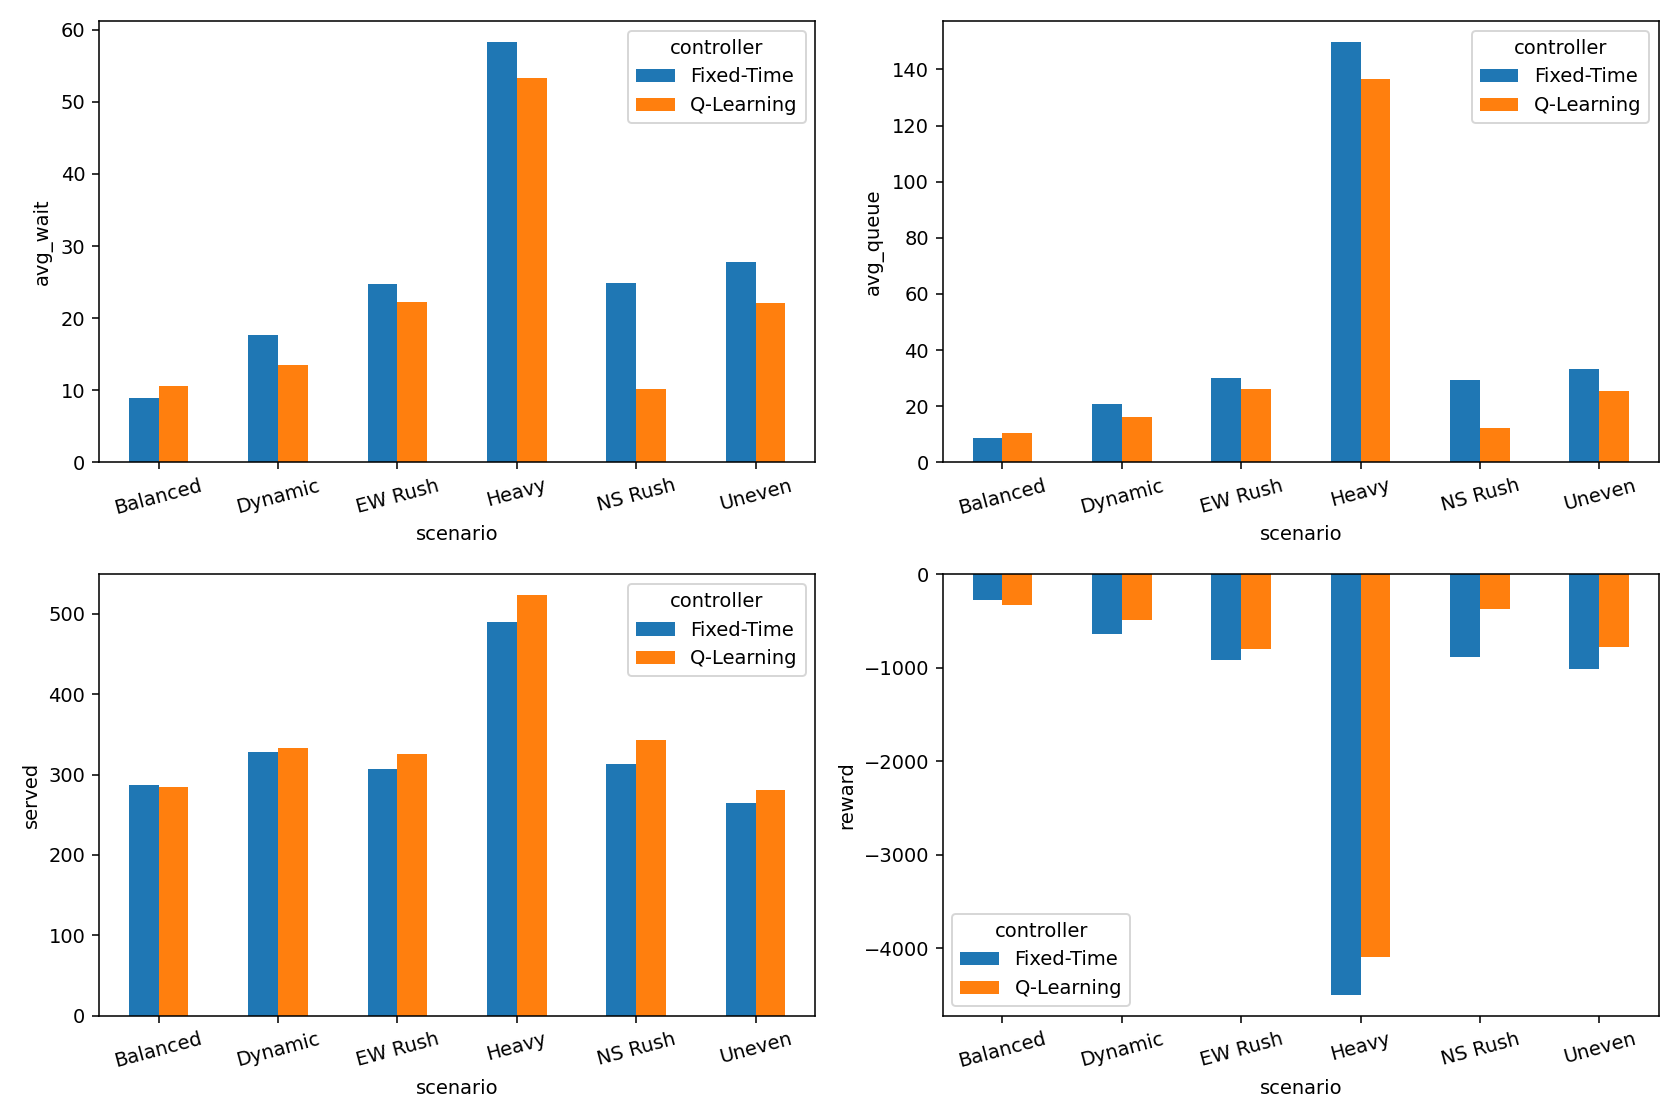 60
50
40
30
20
10
0
avg_wait
controller
Fixed-Time
Q-Learning
Balanced
Dynamic
EW Rush
Heavy
NS Rush
Uneven
scenario
140
120
100
80
60
40
20
0
avg_queue
controller
Fixed-Time
Q-Learning
Balanced
Dynamic
EW Rush
Heavy
NS Rush
Uneven
scenario
500
400
300
200
100
0
served
controller
Fixed-Time
Q-Learning
Balanced
Dynamic
EW Rush
Heavy
NS Rush
Uneven
scenario
0
−1000
−2000
−3000
−4000
reward
controller
Fixed-Time
Q-Learning
Balanced
Dynamic
EW Rush
Heavy
NS Rush
Uneven
scenario